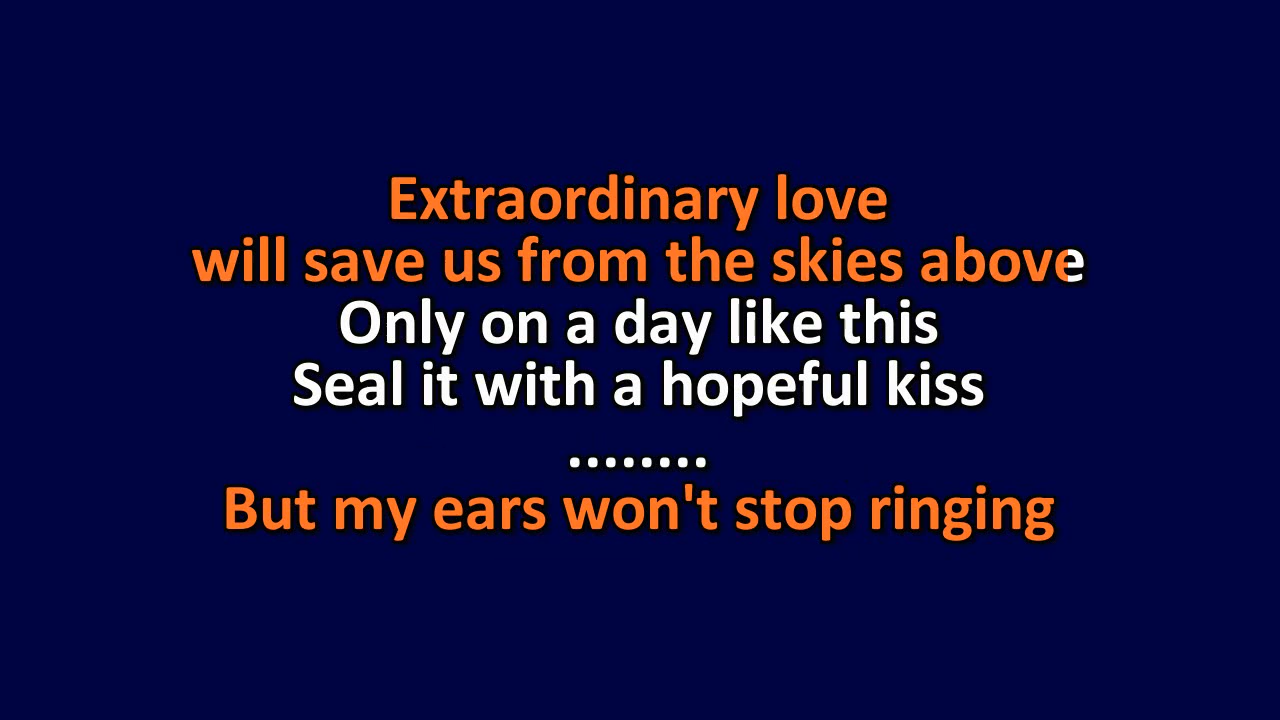 Extraordinary love
will save us from the skies above
Only on a day like this
Seal it with a hopeful kiss
........
But my ears won't stop ringing